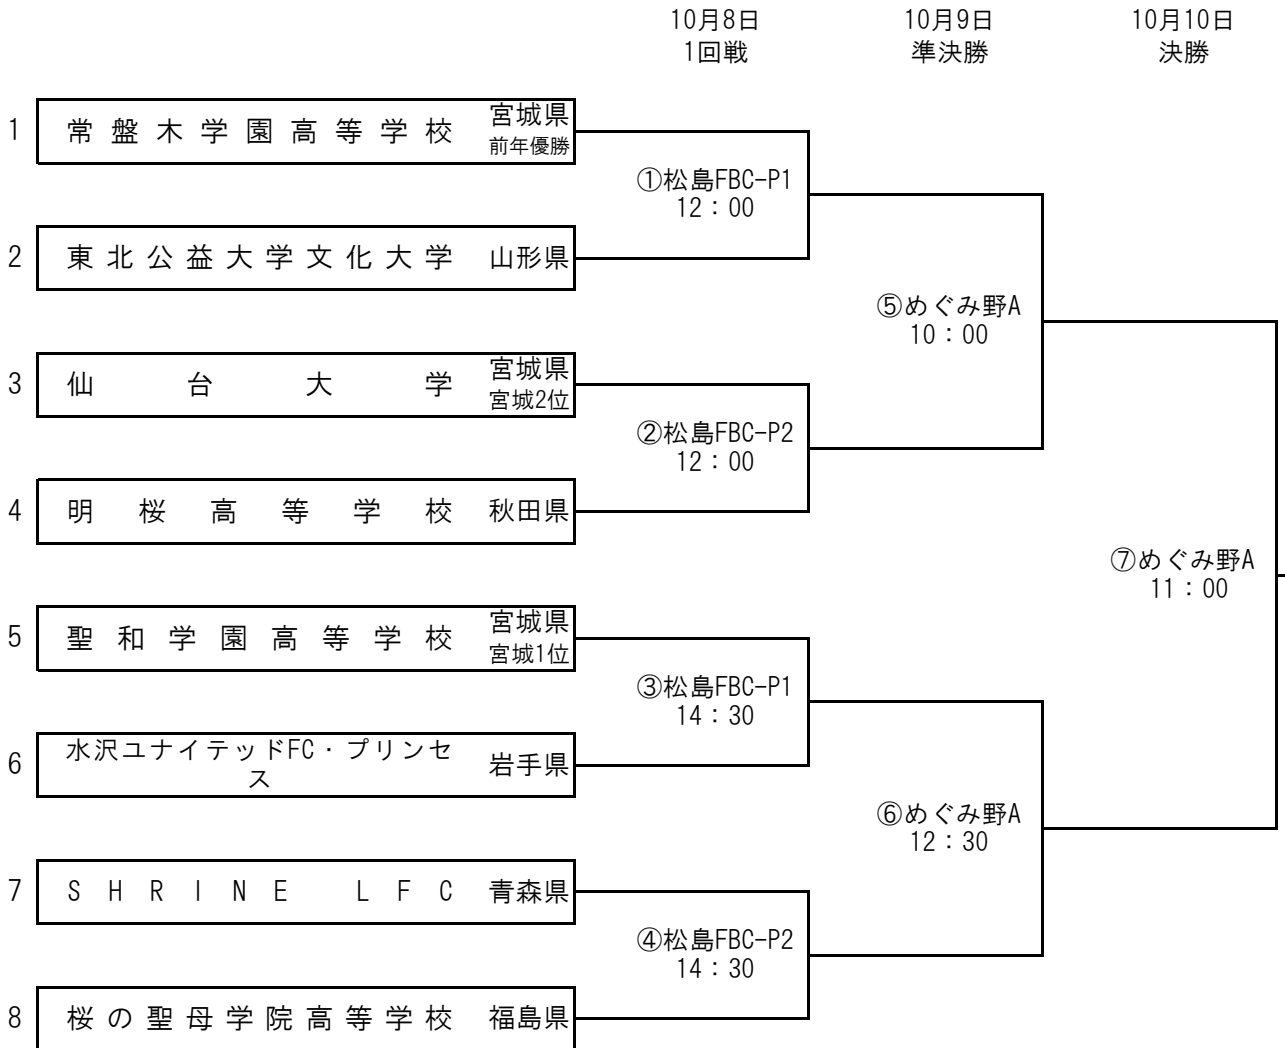 10月8日 10月9日 10月10日
1回戦 準決勝 決勝
1 常盤木学園高等学校 宮城県
前年優勝
①松島FBC-P1
12：00
2 東北公益大学文化大学 山形県
⑤めぐみ野A
10：00
3 仙台大学 宮城県
宮城2位
②松島FBC-P2
12：00
4 明桜高等学校 秋田県
⑦めぐみ野A
11：00
5 聖和学園高等学校 宮城県
宮城1位
③松島FBC-P1
14：30
6 水沢ユナイテッドFC・プリンセ
ス 岩手県
⑥めぐみ野A
12：30
7 SHRINE LFC 青森県
④松島FBC-P2
14：30
8 桜の聖母学院高等学校 福島県